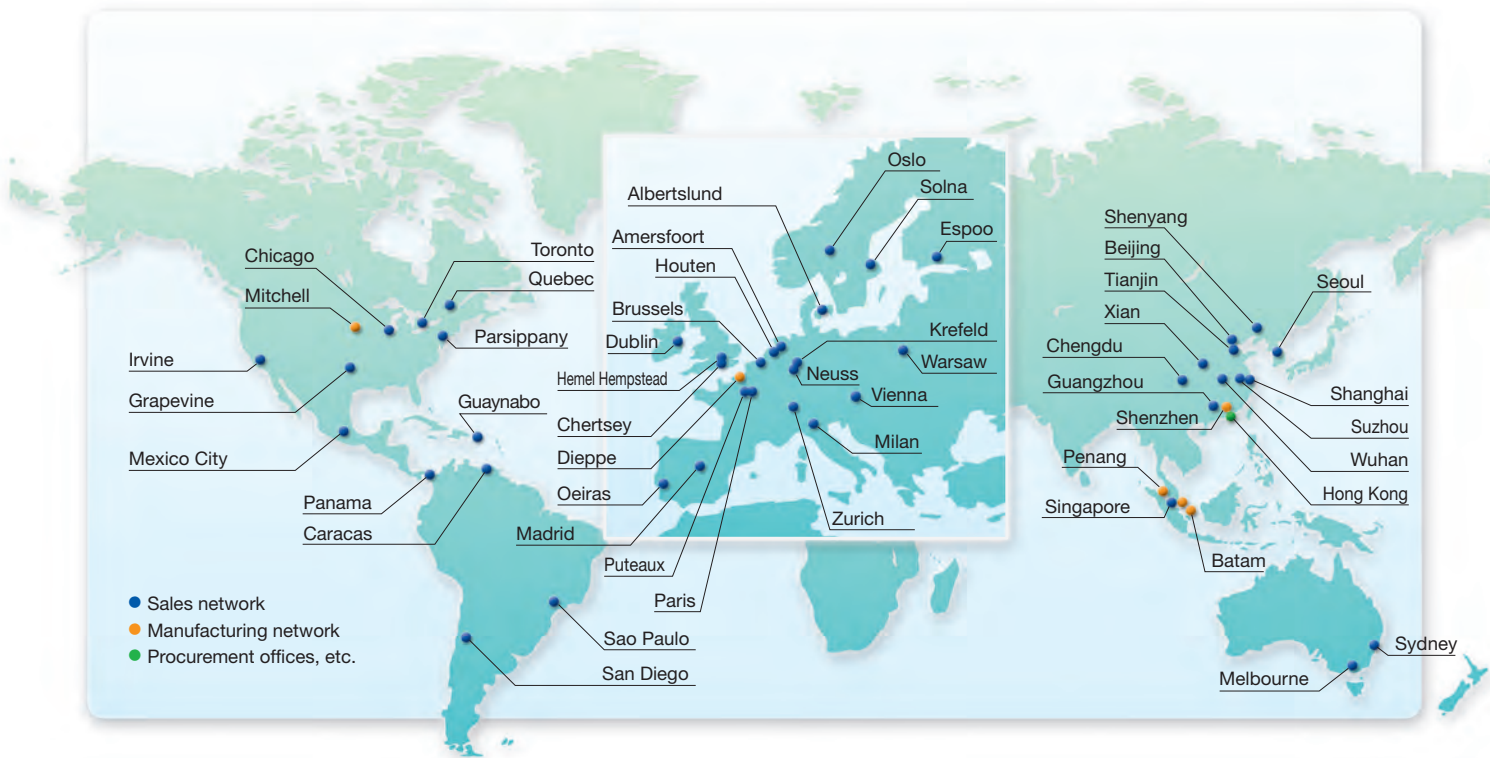 Oslo
Albertslund
Solna
Shenyang
Amersfoort
Espoo
Chicago
Toronto
Houten
Beijing
Mitchell
Quebec
Tianjin
Seoul
Brussels
Xian
Parsippany
Dublin
Krefeld
Chengdu
Irvine
Hemel Hempstead
Neuss
Warsaw
Guangzhou
Grapevine
Guaynabo
Vienna
Shanghai
Chertsey
Shenzhen
Suzhou
Mexico City
Dieppe
Milan
Penang
Wuhan
Panama
Oeiras
Singapore
Hong Kong
Caracas
Madrid
Zurich
Puteaux
Batam
Paris
Sales network
Manufacturing network
Procurement offices, etc.
Sao Paulo
San Diego
Sydney
Melbourne